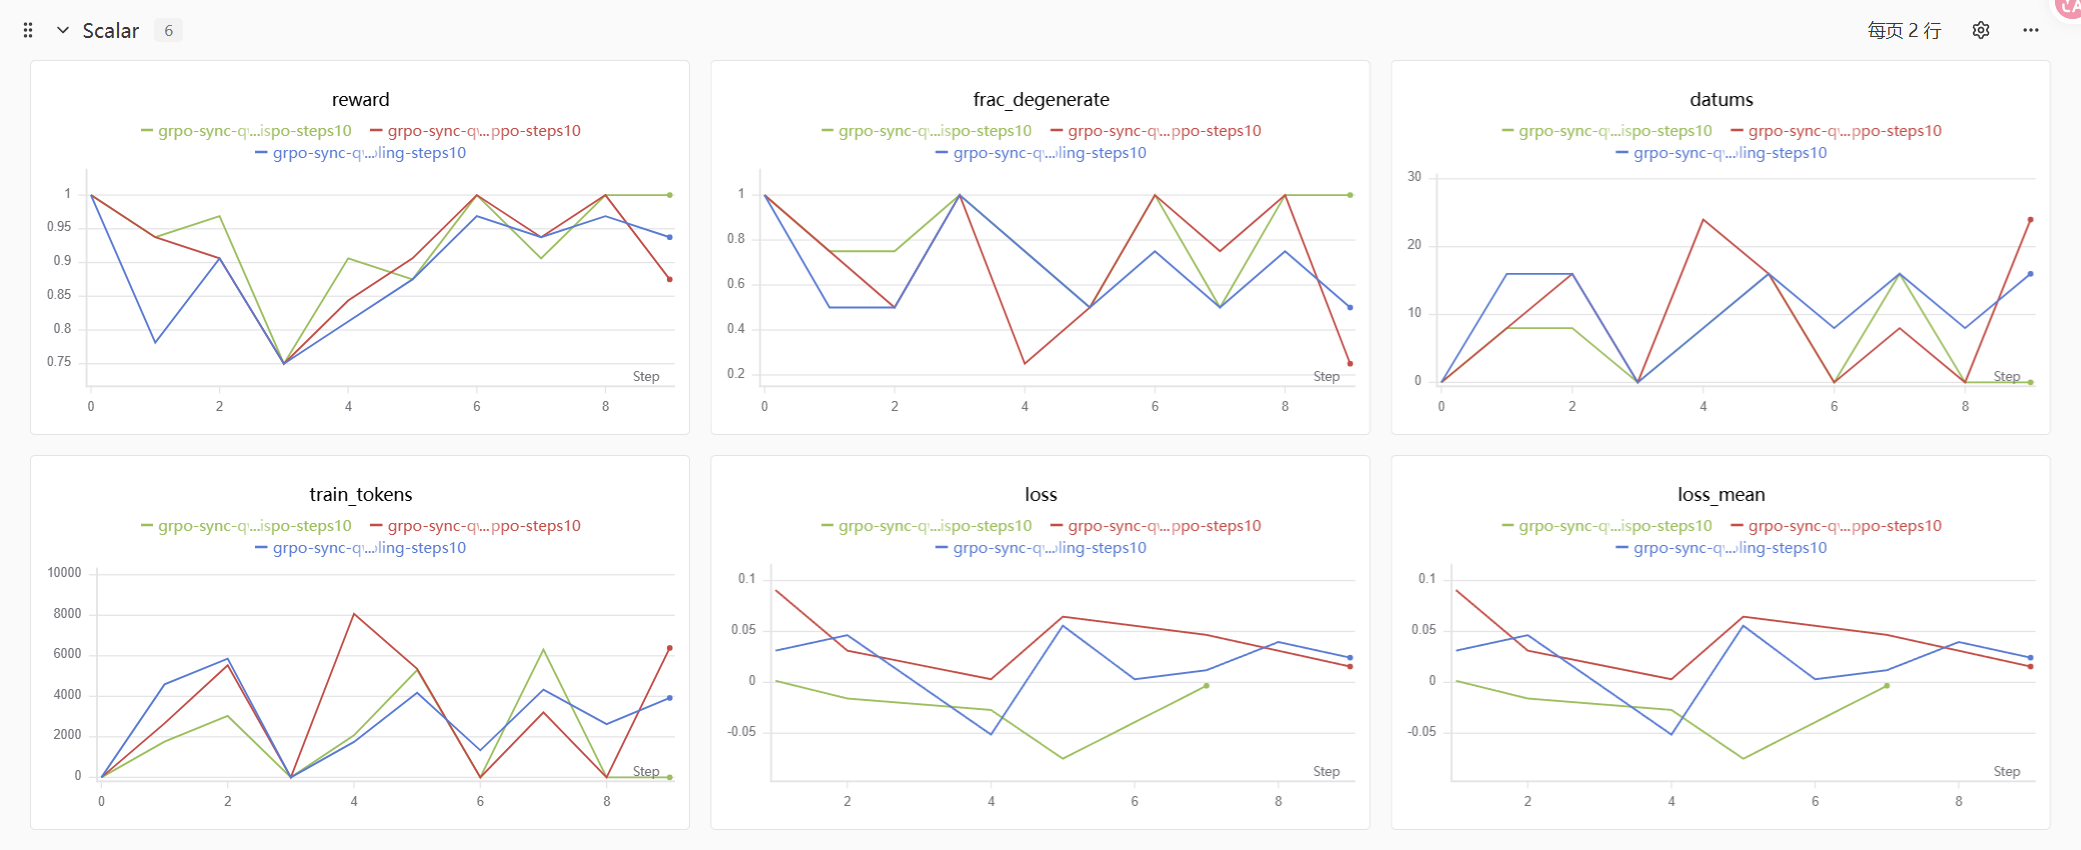 Scalar 6 每页 2 行
reward
grpo-sync-q...ispo-steps10 grpo-sync-q...ppo-steps10
grpo-sync-q...ling-steps10
1
0.95
0.9
0.85
0.8
0.75
Step
0 2 4 6 8
frac_degenerate
grpo-sync-q...ispo-steps10 grpo-sync-q...ppo-steps10
grpo-sync-q...ling-steps10
1
0.8
0.6
0.4
0.2
Step
0 2 4 6 8
datums
grpo-sync-q...ispo-steps10 grpo-sync-q...ppo-steps10
grpo-sync-q...ling-steps10
30
20
10
0
Step
0 2 4 6 8
train_tokens
grpo-sync-q...ispo-steps10 grpo-sync-q...ppo-steps10
grpo-sync-q...ling-steps10
10000
8000
6000
4000
2000
0
Step
0 2 4 6 8
loss
grpo-sync-q...ispo-steps10 grpo-sync-q...ppo-steps10
grpo-sync-q...ling-steps10
0.1
0.05
0
-0.05
Step
2 4 6 8
loss_mean
grpo-sync-q...ispo-steps10 grpo-sync-q...ppo-steps10
grpo-sync-q...ling-steps10
0.1
0.05
0
-0.05
Step
2 4 6 8